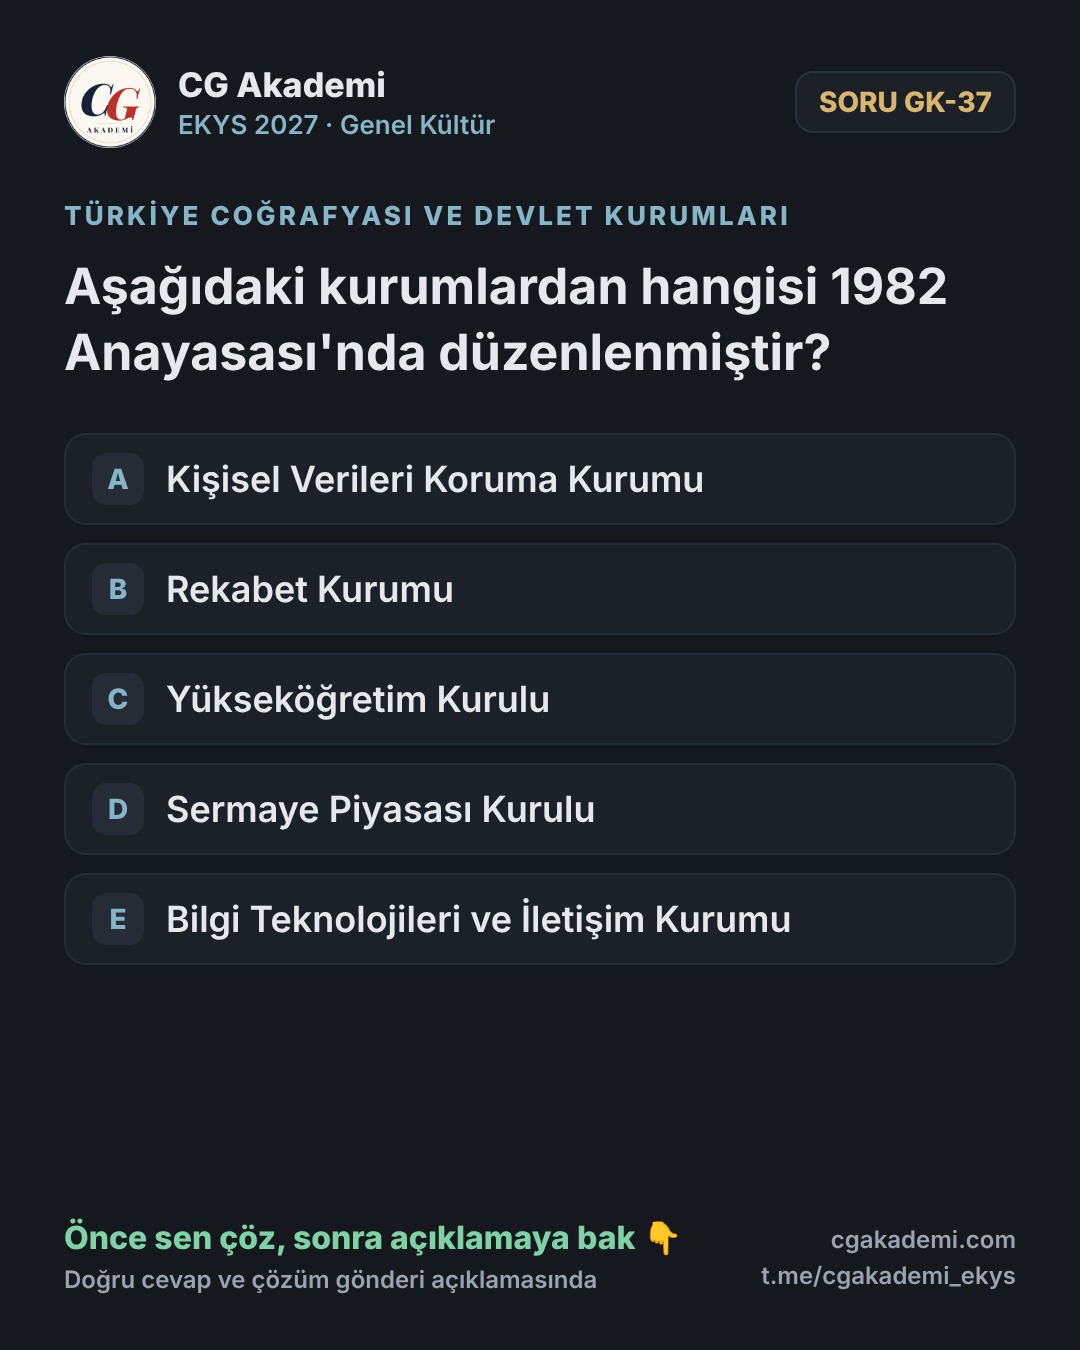 CG
AKADEMİ
CG Akademi
EKYS 2027 · Genel Kültür
SORU GK-37
TÜRKİYE COĞRAFYASI VE DEVLET KURUMLARI
Aşağıdaki kurumlardan hangisi 1982
Anayasası'nda düzenlenmiştir?
A Kişisel Verileri Koruma Kurumu
B Rekabet Kurumu
C Yükseköğretim Kurulu
D Sermaye Piyasası Kurulu
E Bilgi Teknolojileri ve İletişim Kurumu
Önce sen çöz, sonra açıklamaya bak 👇
Doğru cevap ve çözüm gönderi açıklamasında
cgakademi.com
t.me/cgakademi_ekys